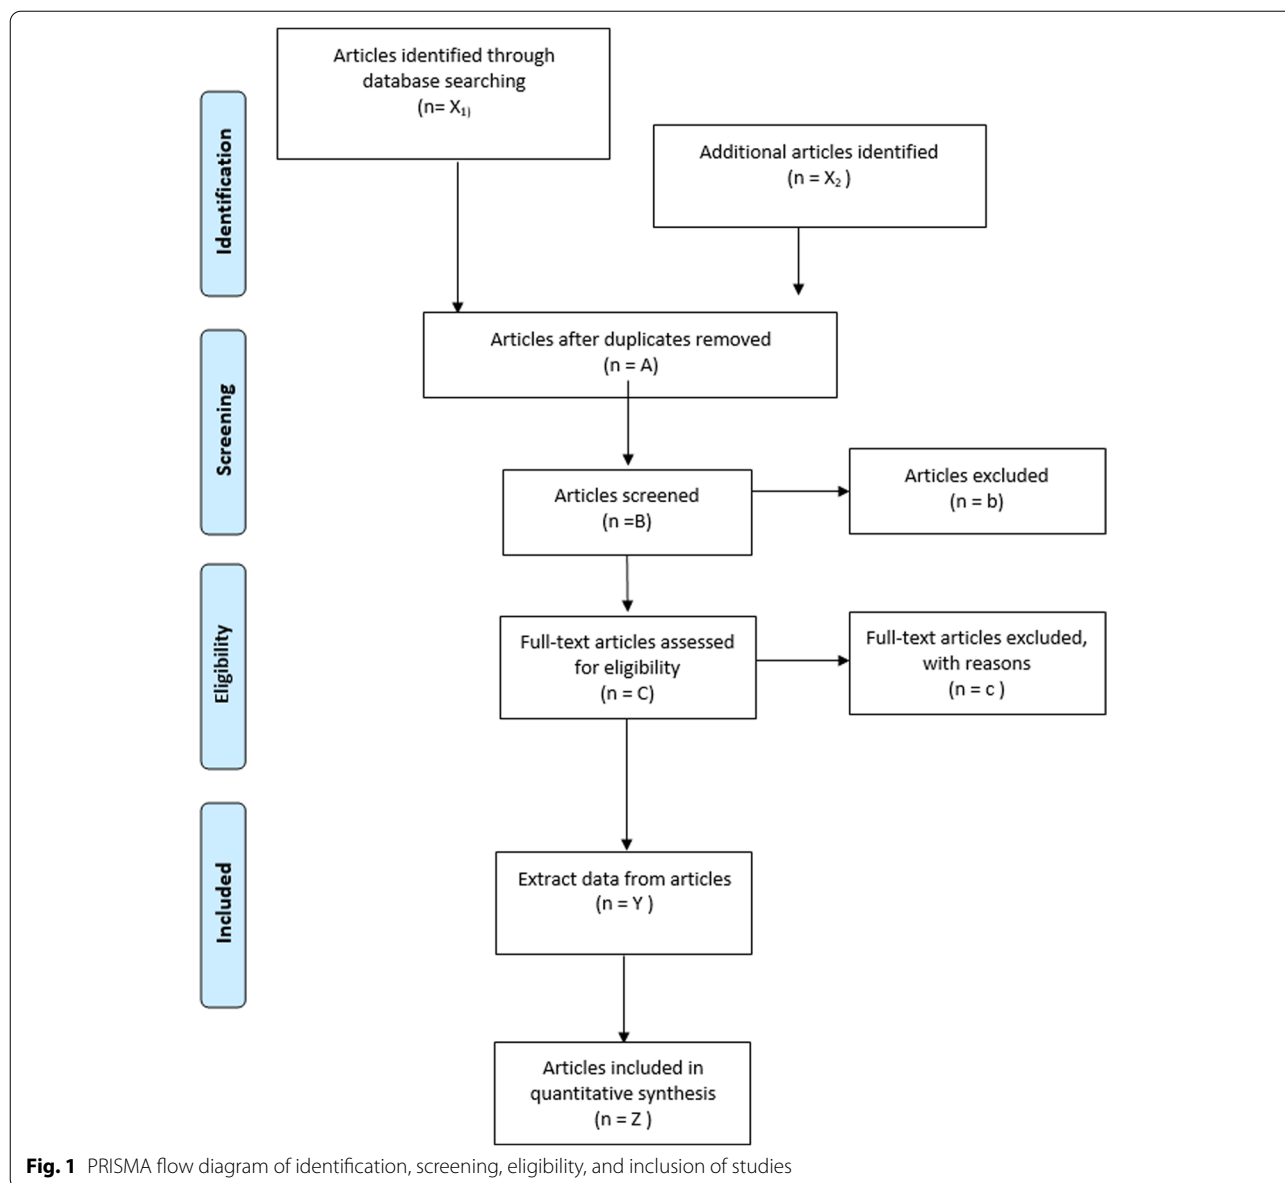 Articles identified through
database searching
(n= X₁₎
Identification
Additional articles identified
(n = X₂ )
Articles after duplicates removed
(n = A)
Screening
Articles screened
(n =B)
Articles excluded
(n = b)
Eligibility
Full-text articles assessed
for eligibility
(n = C)
Full-text articles excluded,
with reasons
(n = c )
Included
Extract data from articles
(n = Y )
Articles included in
quantitative synthesis
(n = Z )
Fig. 1 PRISMA flow diagram of identification, screening, eligibility, and inclusion of studies